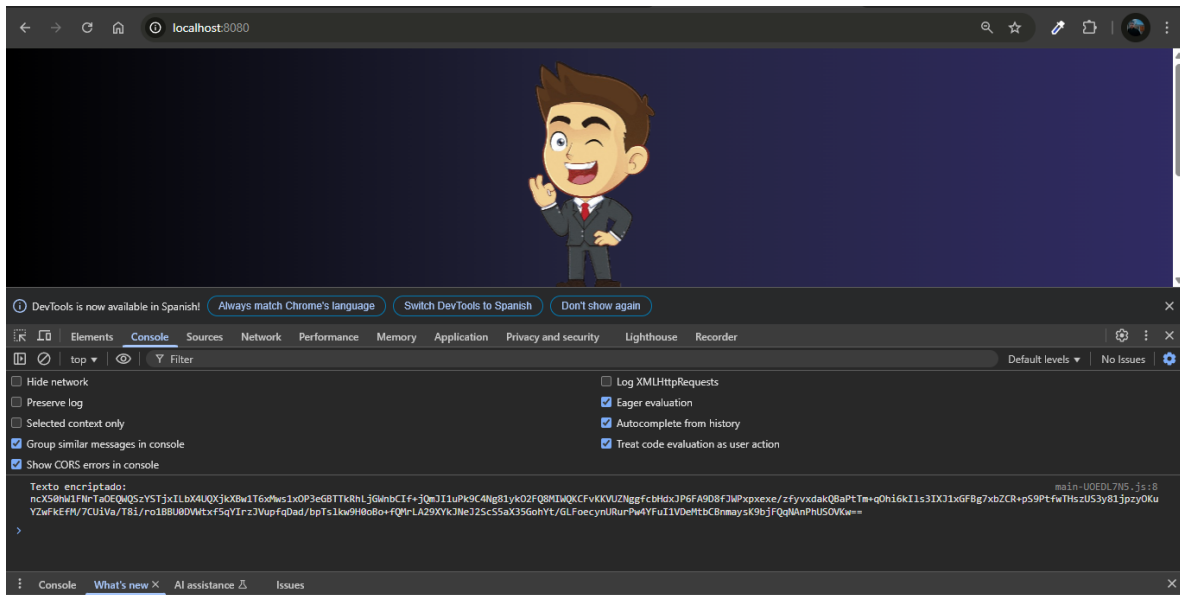 localhost:8080
DevTools is now available in Spanish! Always match Chrome's language Switch DevTools to Spanish Don't show again
Elements Console Sources Network Performance Memory Application Privacy and security Lighthouse Recorder
top Filter Default levels No Issues
Hide network Log XMLHttpRequests
Preserve log Eager evaluation
Selected context only Autocomplete from history
Group similar messages in console Treat code evaluation as user action
Show CORS errors in console
Texto encriptado: main-UOEDL7N5.js:8
Console What's new AI assistance Issues